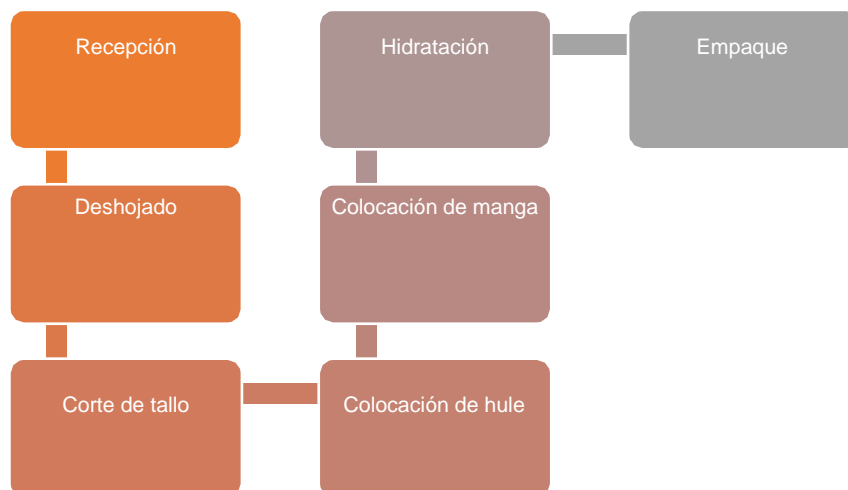 Recepción
Deshojado
Corte de tallo
Colocación de hule
Colocación de manga
Hidratación
Empaque